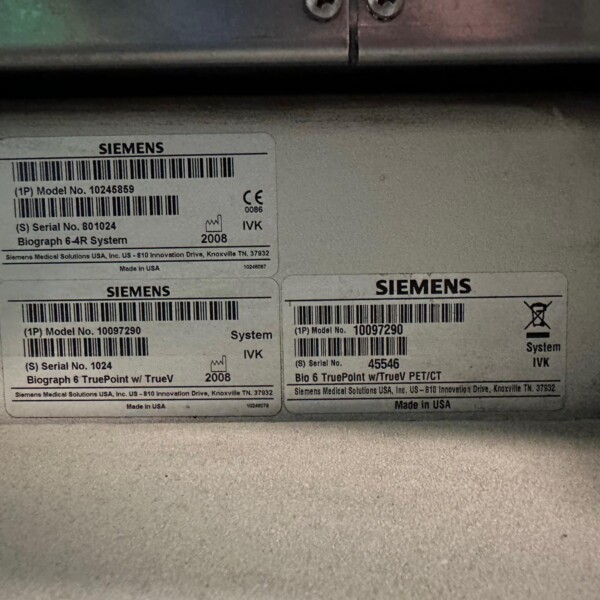 SIEMENS
(1P) Model No. 10245859
(S) Serial No. 801024
Biograph 6-4R System
CE
0086
IVK
2008
Siemens Medical Solutions USA, Inc. US - 810 Innovation Drive, Knoxville TN, 37932
Made in USA
SIEMENS
(1P) Model No. 10097290
System
(S) Serial No. 1024
IVK
Biograph 6 TruePoint w/ TrueV
2008
Siemens Medical Solutions USA, Inc. US - 810 Innovation Drive, Knoxville TN. 37932
Made in USA
SIEMENS
(1P) Model No. 10097290
(S) Serial No. 45546
System
IVK
Bio 6 TruePoint w/TrueV PET/CT
Siemens Medical Solutions USA, Inc. US-810 Innovation Drive, Knoxville TN. 37932
Made in USA